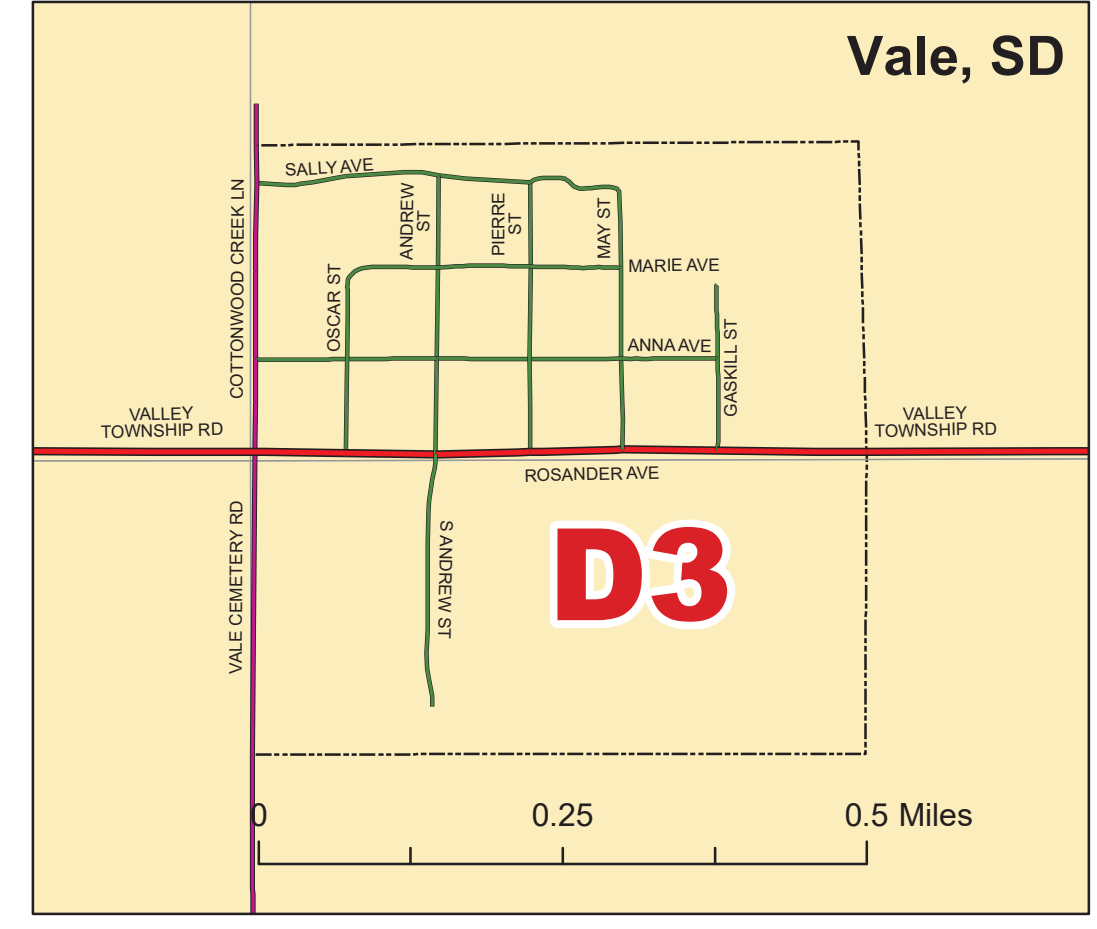 Vale, SD
SALLY AVE
COTTONWOOD CREEK LN
ANDREW
ST
PIERRE
ST
MAY ST
MARIE AVE
OSCAR ST
ANNA AVE
GASKILL ST
VALLEY
TOWNSHIP RD
VALLEY
TOWNSHIP RD
ROSANDER AVE
VALE CEMETERY RD
S ANDREW ST
D3
0 0.25 0.5 Miles